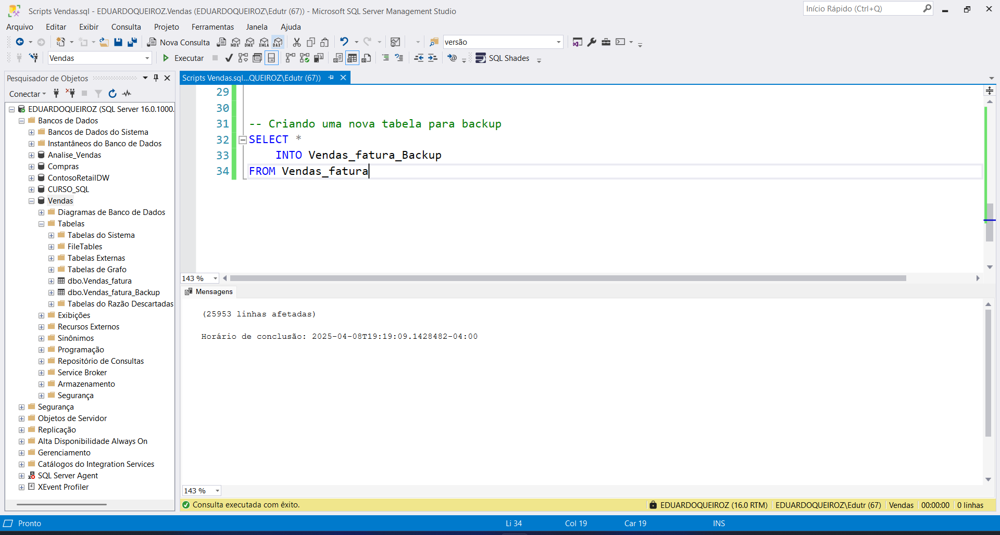 Scripts Vendas.sql - EDUARDOQUEIROZ.Vendas (EDUARDOQUEIROZ\Edutr (67)) - Microsoft SQL Server Management Studio
Início Rápido (Ctrl+Q)
Arquivo Editar Exibir Consulta Projeto Ferramentas Janela Ajuda
Nova Consulta MDX DMX XMLA DAX versão
Vendas Executar SQL Shades
Pesquisador de Objetos
Scripts Vendas.sql...QUEIROZ\Edutr (67))
Conectar
EDUARDOQUEIROZ (SQL Server 16.0.1000.
Bancos de Dados
Bancos de Dados do Sistema
Instantâneos do Banco de Dados
Analise_Vendas
Compras
ContosoRetailDW
CURSO_SQL
Vendas
Diagramas de Banco de Dados
Tabelas
Tabelas do Sistema
FileTables
Tabelas Externas
Tabelas de Grafo
dbo.Vendas_fatura
dbo.Vendas_fatura_Backup
Tabelas do Razão Descartadas
Exibições
Recursos Externos
Sinônimos
Programação
Repositório de Consultas
Service Broker
Armazenamento
Segurança
Segurança
Objetos de Servidor
Replicação
Alta Disponibilidade Always On
Gerenciamento
Catálogos do Integration Services
SQL Server Agent
XEvent Profiler
29
30
31 -- Criando uma nova tabela para backup
32 SELECT *
33 INTO Vendas_fatura_Backup
34 FROM Vendas_fatura
143 %
Mensagens
(25953 linhas afetadas)
Horário de conclusão: 2025-04-08T19:19:09.1428482-04:00
143 %
Consulta executada com êxito. EDUARDOQUEIROZ (16.0 RTM) EDUARDOQUEIROZ\Edutr (67) Vendas 00:00:00 0 linhas
Pronto Li 34 Col 19 Car 19 INS